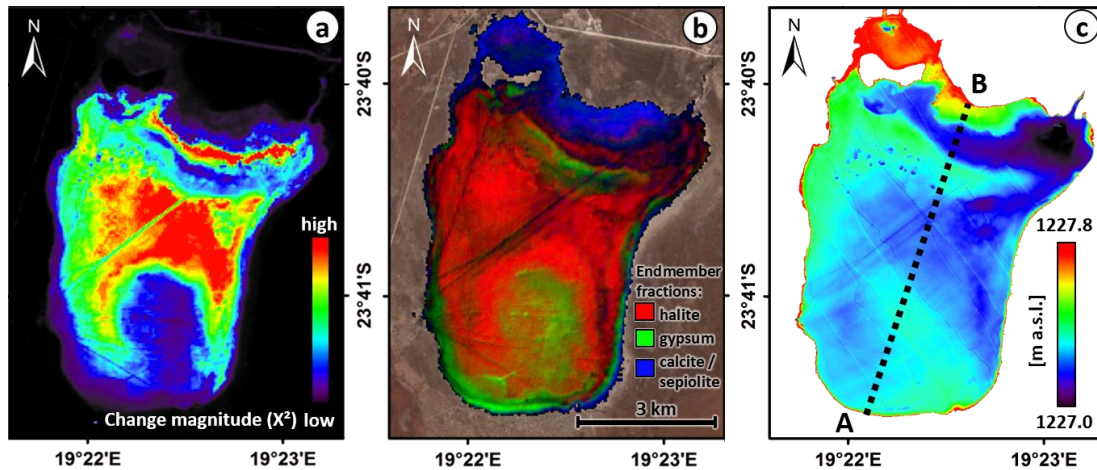 N
a
high
Change magnitude (X²) low
19°22'E
19°23'E
N
b
Endmember
fractions:
halite
gypsum
calcite /
sepiolite
3 km
23°40'S
23°41'S
19°22'E
19°23'E
N
c
B
A
1227.8
[m a.s.l.]
1227.0
23°40'S
23°41'S
19°22'E
19°23'E